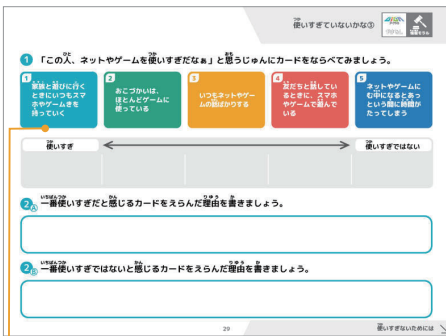 使いすぎていないかな③
1 「この人、ネットやゲームを使いすぎだなぁ」と思うじゅんにカードをならべてみましょう。
1
家族と遊びに行く
ときにいつもスマ
ホやゲームきを
持っていく
2
おこづかいは、
ほとんどゲームに
使っている
3
いつもネットやゲー
ムの話ばかりする
4
友だちと話してい
るときに、スマホ
やゲームで遊んで
いる
5
ネットやゲームに
む中になるとあっ
という間に時間が
たってしまう
使いすぎ
使いすぎではない
2A 一番使いすぎだと感じるカードをえらんだ理由を書きましょう。
2B 一番使いすぎではないと感じるカードをえらんだ理由を書きましょう。
29
使いすぎないためには